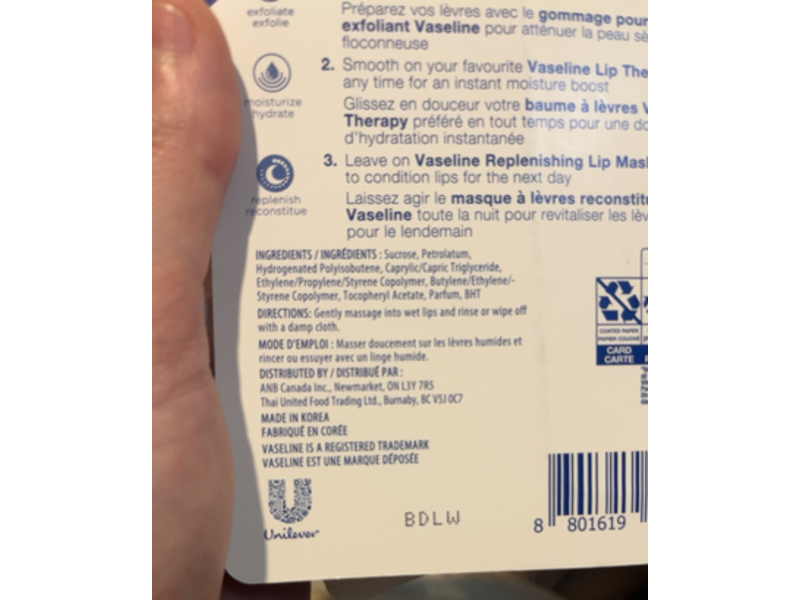 exfoliate
exfolie
Préparez vos lèvres avec le gommage pour
exfoliant Vaseline pour atténuer la peau sè
floconneuse
moisturize
hydrate
2. Smooth on your favourite Vaseline Lip The
any time for an instant moisture boost
Glissez en douceur votre baume à lèvres V
Therapy préféré en tout temps pour une do
d'hydratation instantanée
replenish
reconstitue
3. Leave on Vaseline Replenishing Lip Mas
to condition lips for the next day
Laissez agir le masque à lèvres reconstit
Vaseline toute la nuit pour revitaliser les lèv
pour le lendemain
INGREDIENTS / INGRÉDIENTS : Sucrose, Petrolatum,
Hydrogenated Polyisobutene, Caprylic/Capric Triglyceride,
Ethylene/Propylene/Styrene Copolymer, Butylene/Ethylene/-
Styrene Copolymer, Tocopheryl Acetate, Parfum, BHT
DIRECTIONS: Gently massage into wet lips and rinse or wipe off
with a damp cloth.
MODE D'EMPLOI : Masser doucement sur les lèvres humides et
rincer ou essuyer avec un linge humide.
DISTRIBUTED BY / DISTRIBUÉ PAR :
ANB Canada Inc., Newmarket, ON L3Y 7R5
Thai United Food Trading Ltd., Burnaby, BC V5J 0C7
MADE IN KOREA
FABRIQUÉ EN CORÉE
VASELINE IS A REGISTERED TRADEMARK
VASELINE EST UNE MARQUE DÉPOSÉE
Unilever
BDLW
COATED PAPER
PAPIER COUCHÉ
CARD
CARTE
8 801619